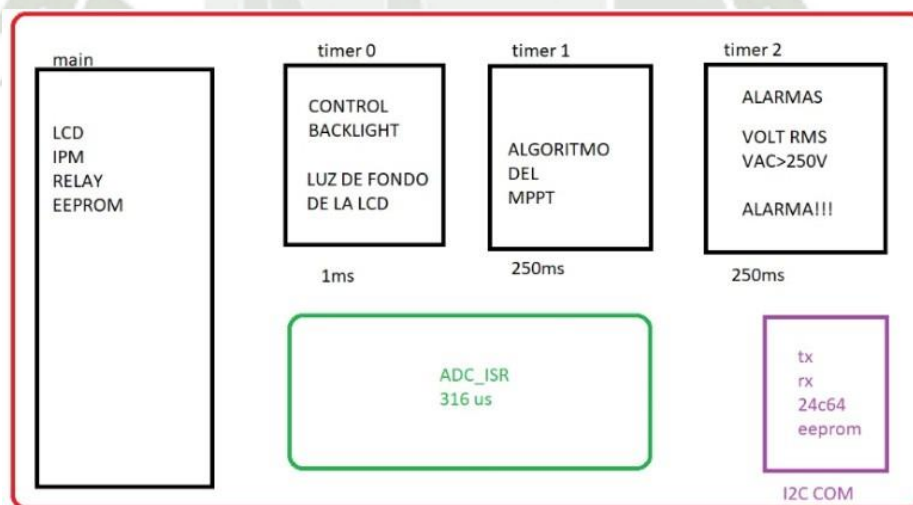 main
LCD
IPM
RELAY
EEPROM
timer 0
CONTROL
BACKLIGHT
LUZ DE FONDO
DE LA LCD
1ms
timer 1
ALGORITMO
DEL
MPPT
250ms
timer 2
ALARMAS
VOLT RMS
VAC>250V
ALARMA!!!
250ms
ADC_ISR
316 us
tx
rx
24c64
eeprom
I2C COM